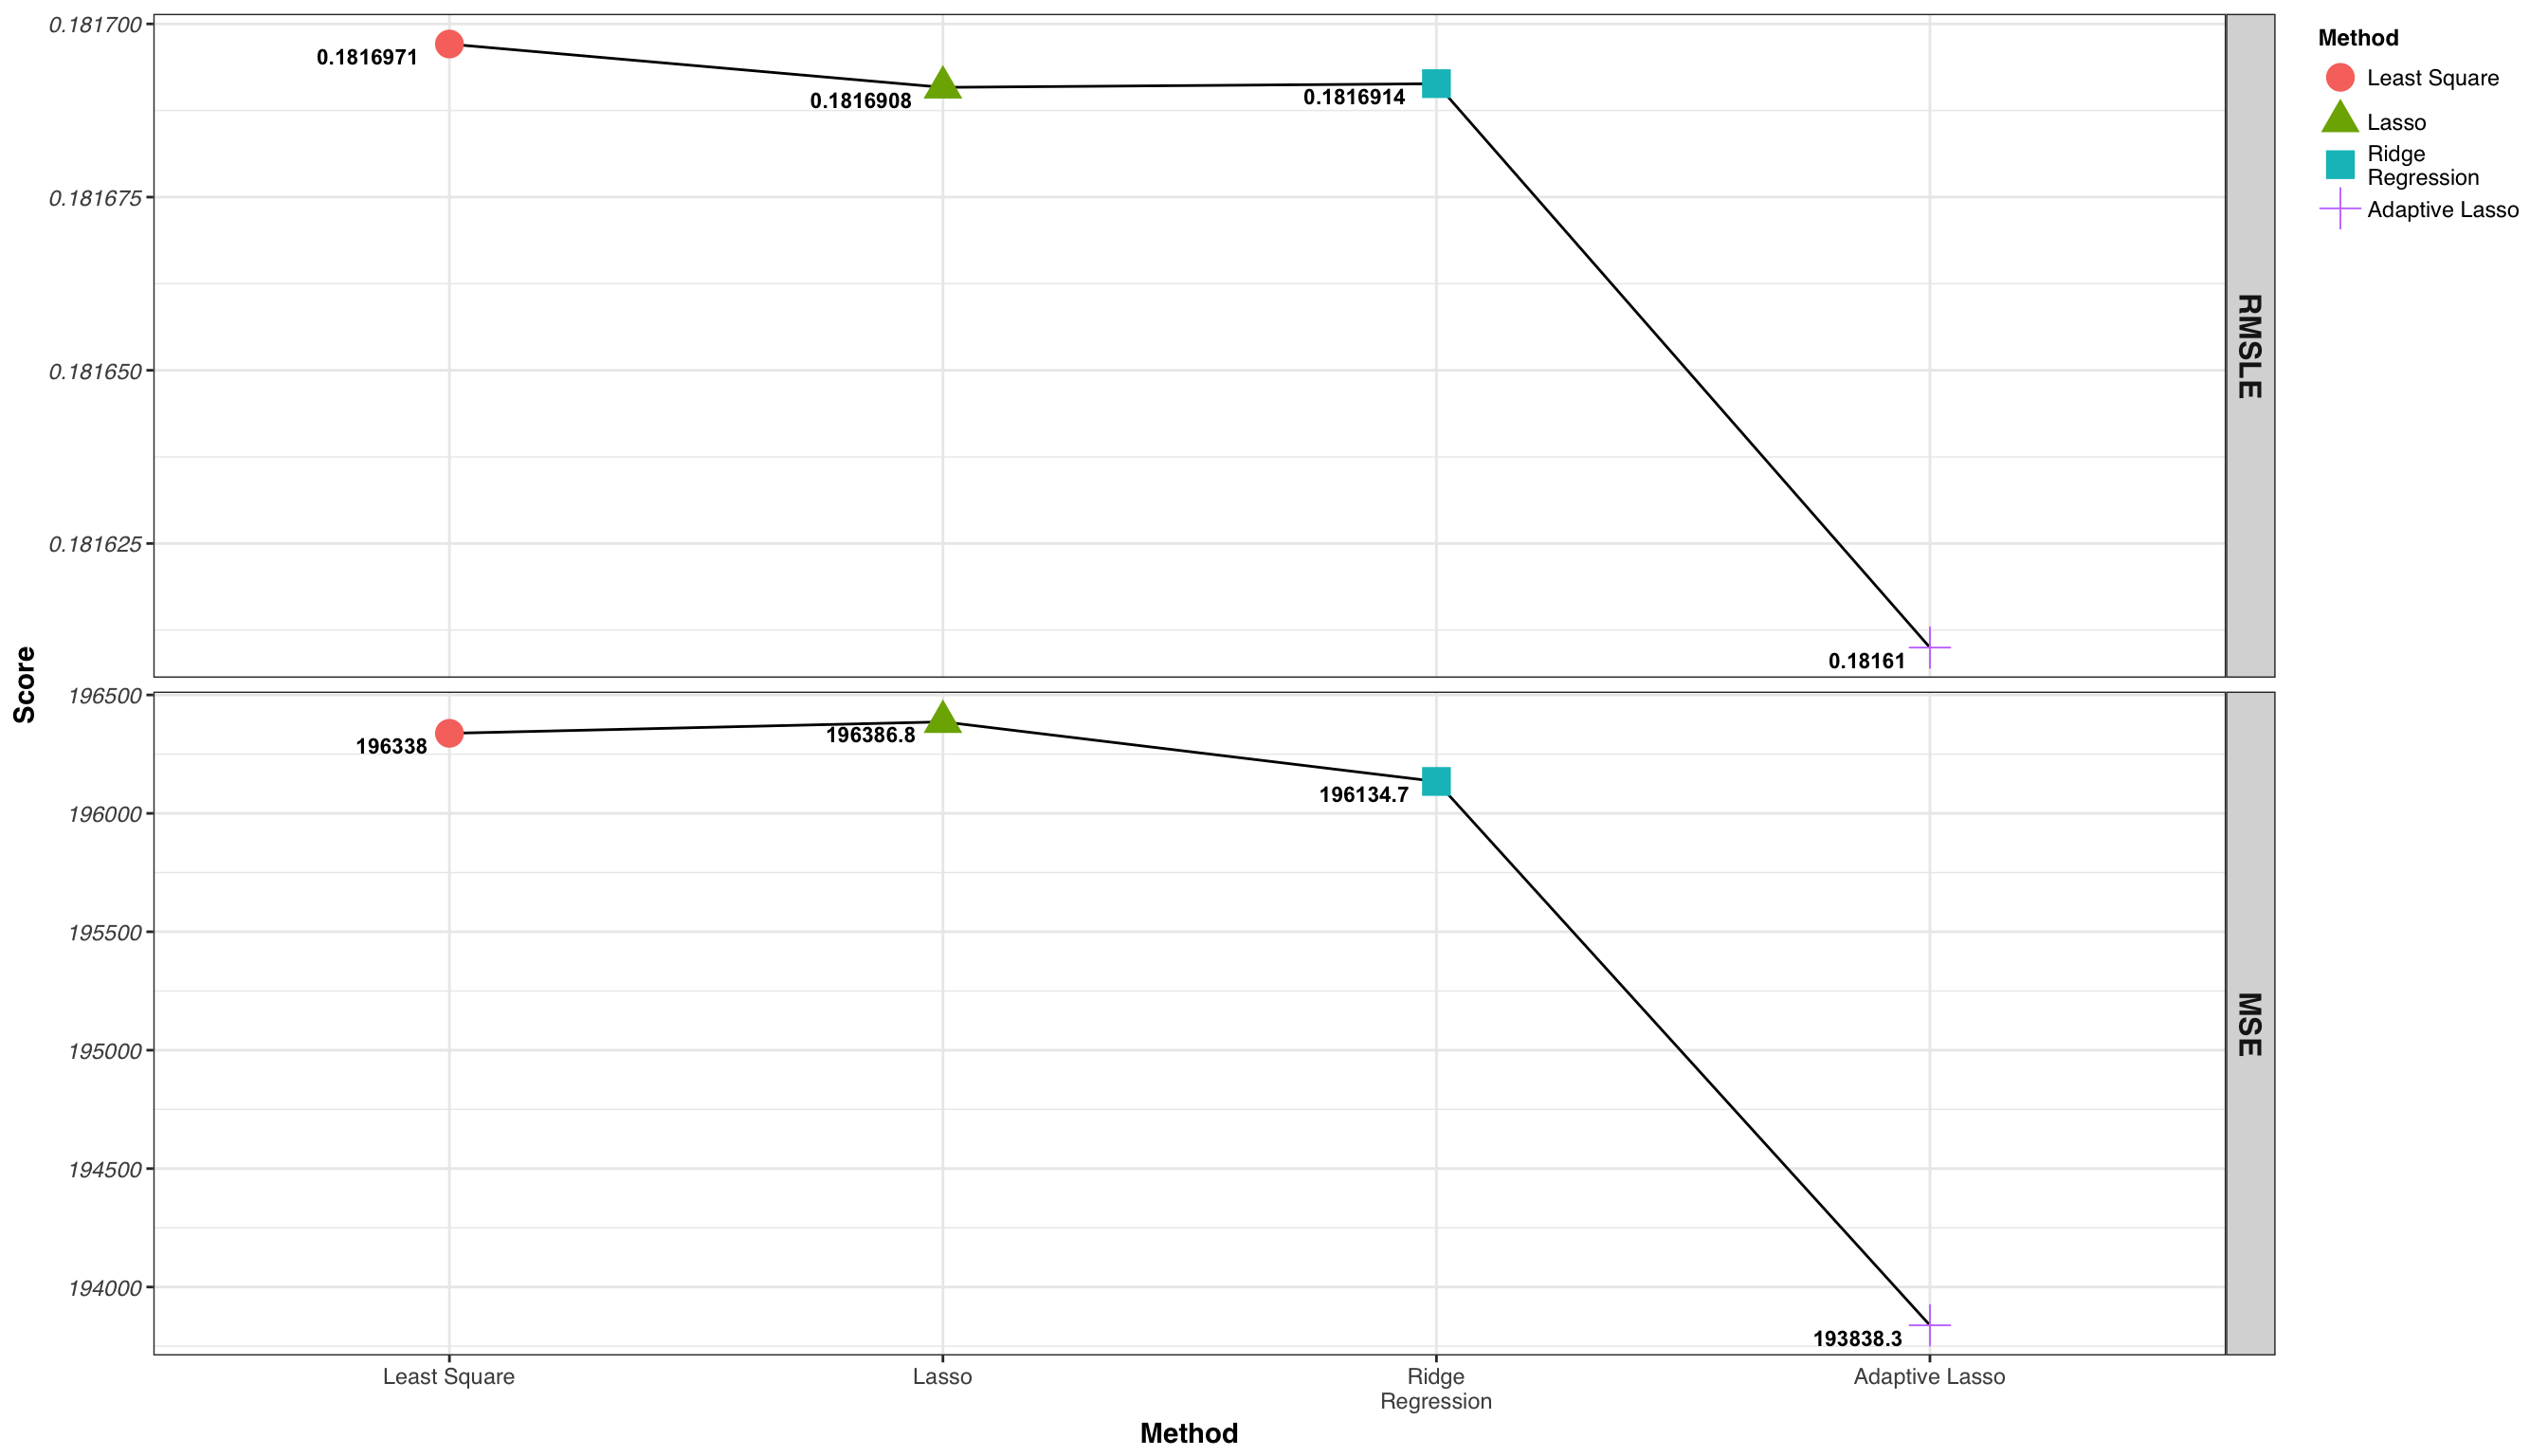 Score
0.181700
0.181675
0.181650
0.181625
0.1816971
0.1816908
0.1816914
0.18161
RMSLE
196500
196000
195500
195000
194500
194000
196338
196386.8
196134.7
193838.3
MSE
Least Square
Lasso
Ridge
Regression
Adaptive Lasso
Method
Method
Least Square
Lasso
Ridge
Regression
Adaptive Lasso